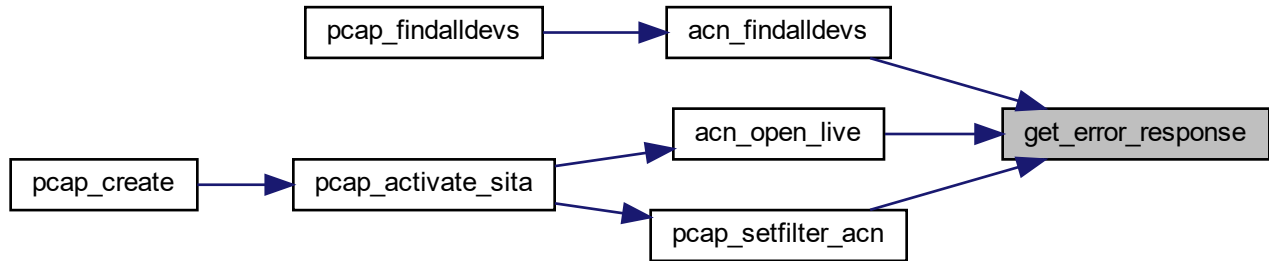 pcap_findalldevs
acn_findalldevs
acn_open_live
get_error_response
pcap_create
pcap_activate_sita
pcap_setfilter_acn